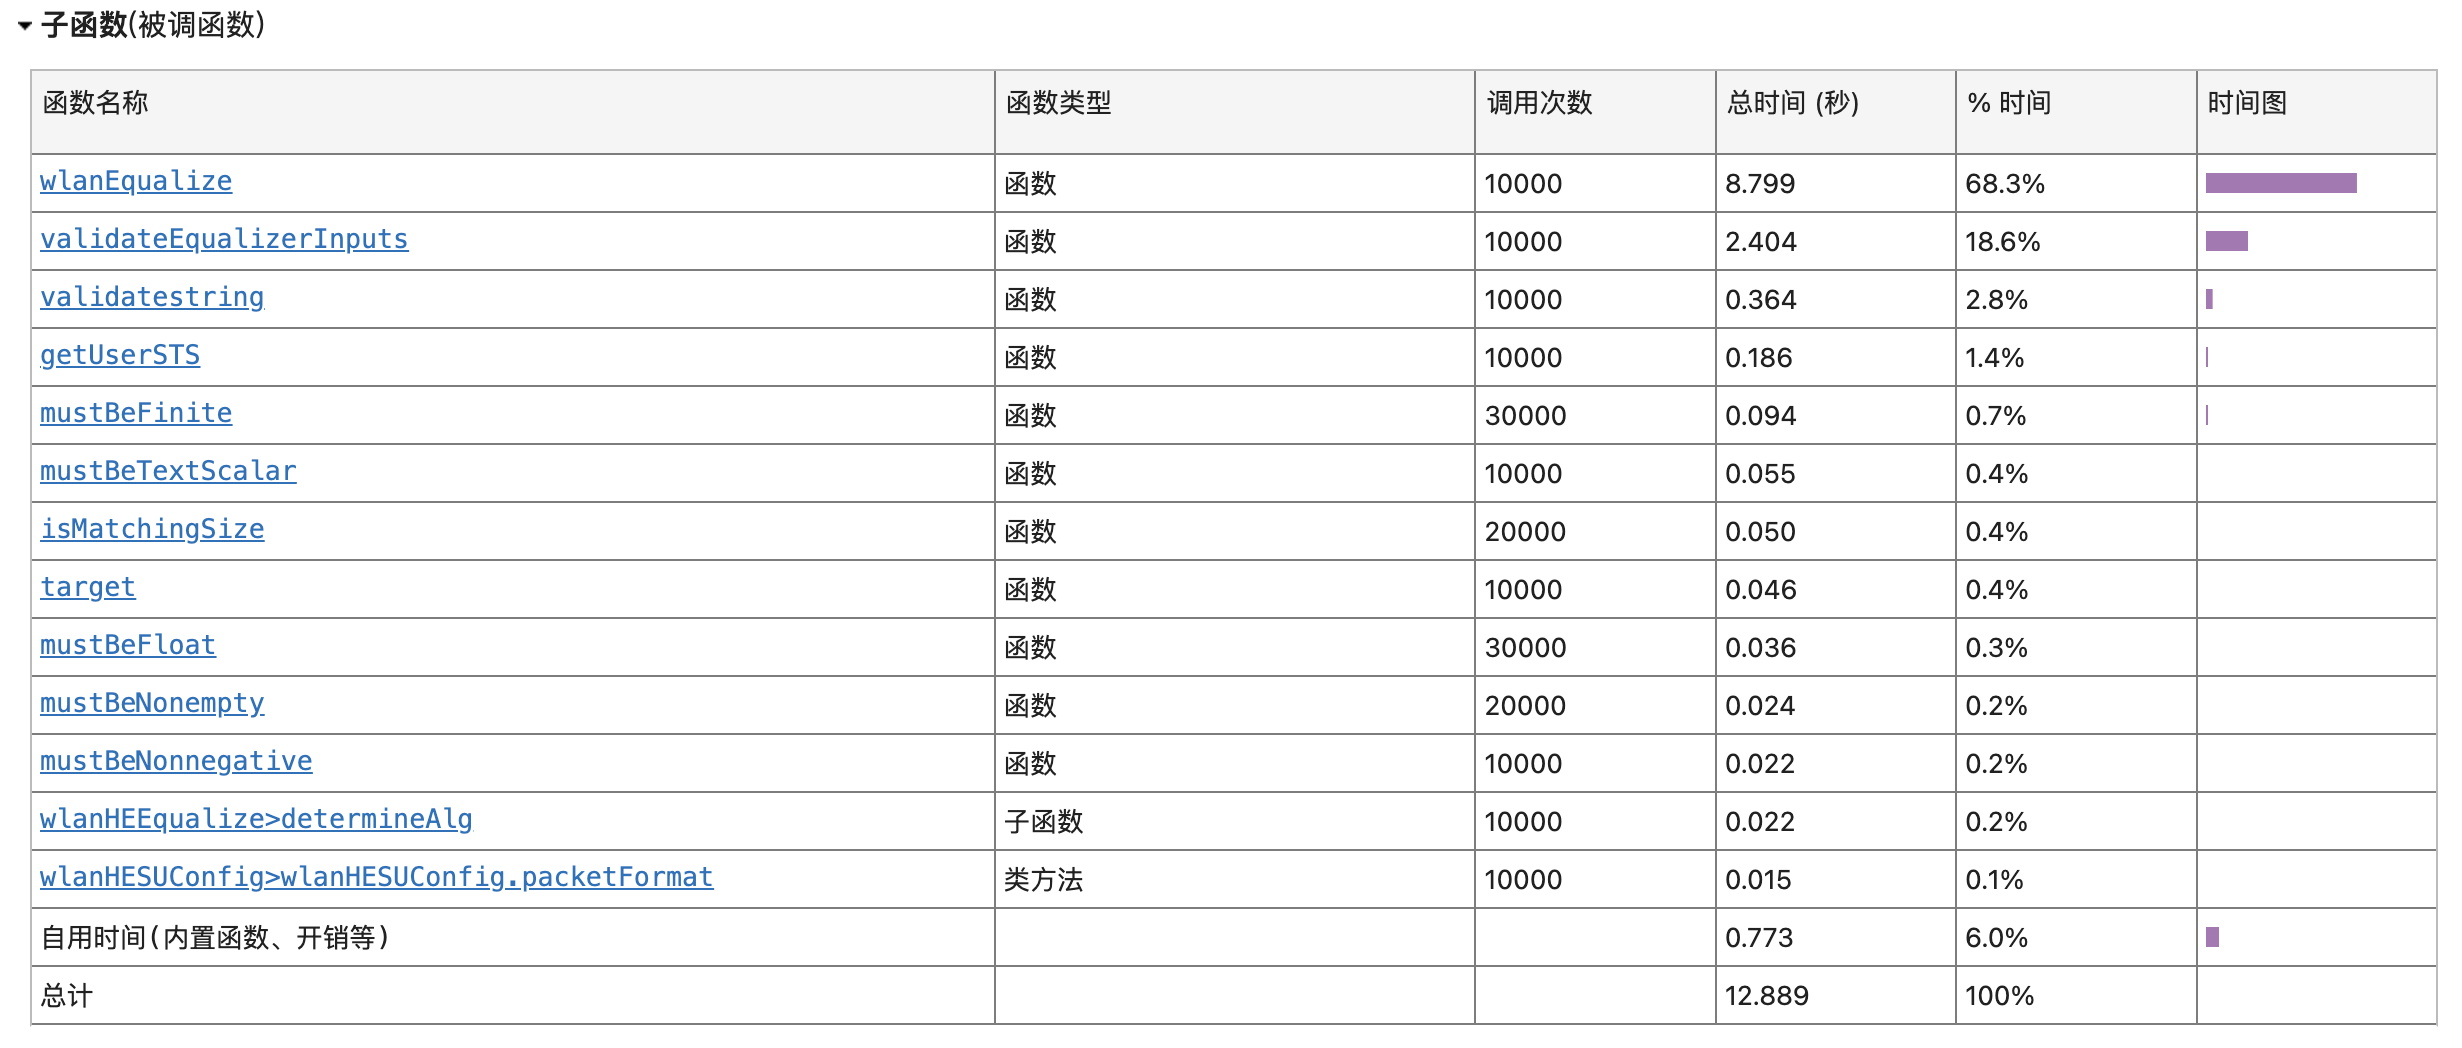 子函数(被调函数)
函数名称 函数类型 调用次数 总时间 (秒) % 时间 时间图
wlanEqualize 函数 10000 8.799 68.3%
validateEqualizerInputs 函数 10000 2.404 18.6%
validatestring 函数 10000 0.364 2.8%
getUserSTS 函数 10000 0.186 1.4%
mustBeFinite 函数 30000 0.094 0.7%
mustBeTextScalar 函数 10000 0.055 0.4%
isMatchingSize 函数 20000 0.050 0.4%
target 函数 10000 0.046 0.4%
mustBeFloat 函数 30000 0.036 0.3%
mustBeNonempty 函数 20000 0.024 0.2%
mustBeNonnegative 函数 10000 0.022 0.2%
wlanHEEqualize>determineAlg 子函数 10000 0.022 0.2%
wlanHESUConfig>wlanHESUConfig.packetFormat 类方法 10000 0.015 0.1%
自用时间(内置函数、开销等) 0.773 6.0%
总计 12.889 100%